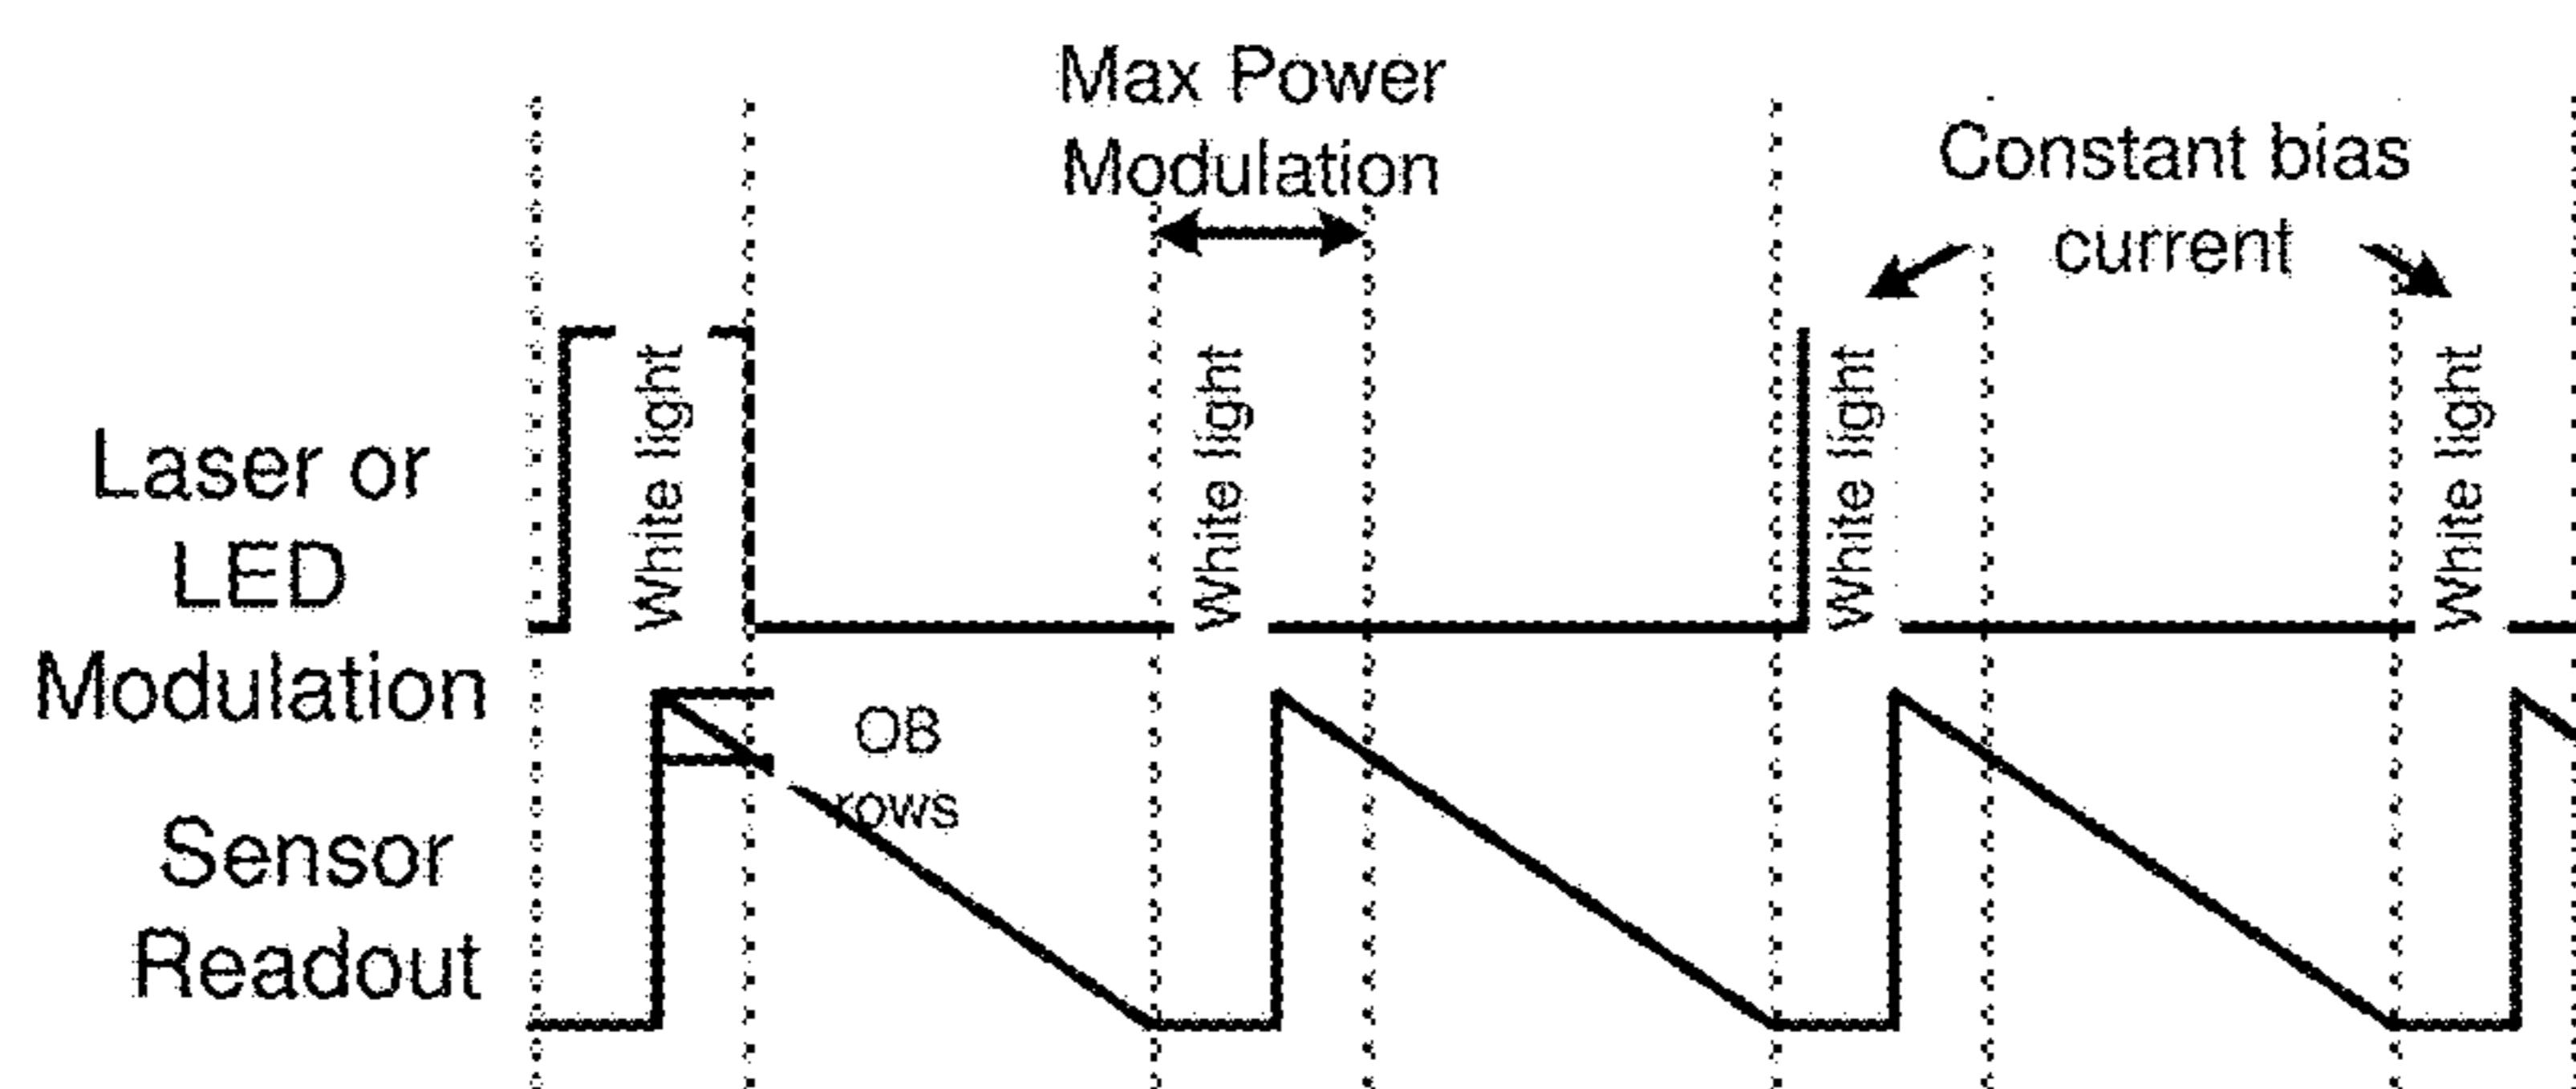 Max Power
Modulation
Constant bias
current
White light
White light
White light
White light
Laser or
LED
Modulation
OB
rows
Sensor
Readout